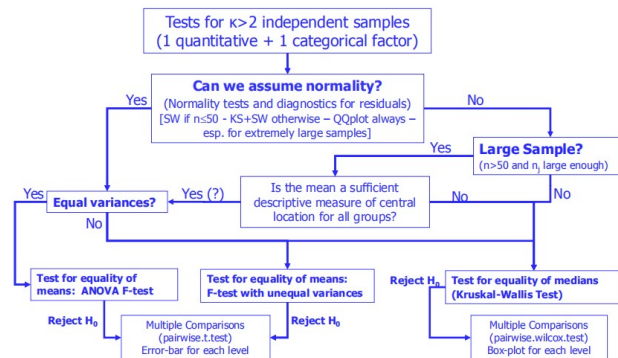 Tests for κ>2 independent samples
(1 quantitative + 1 categorical factor)
Can we assume normality?
(Normality tests and diagnostics for residuals)
[SW if n≤50 - KS+SW otherwise – QQplot always –
esp. for extremely large samples]
Yes
No
Large Sample?
(n>50 and nj large enough)
Yes
No
Is the mean a sufficient
descriptive measure of central
location for all groups?
Yes (?)
No
Equal variances?
Yes
No
Test for equality of
means: ANOVA F-test
Test for equality of means:
F-test with unequal variances
Test for equality of medians
(Kruskal-Wallis Test)
Reject H0
Reject H0
Reject H0
Multiple Comparisons
(pairwise.t.test)
Error-bar for each level
Multiple Comparisons
(pairwise.wilcox.test)
Box-plot for each level